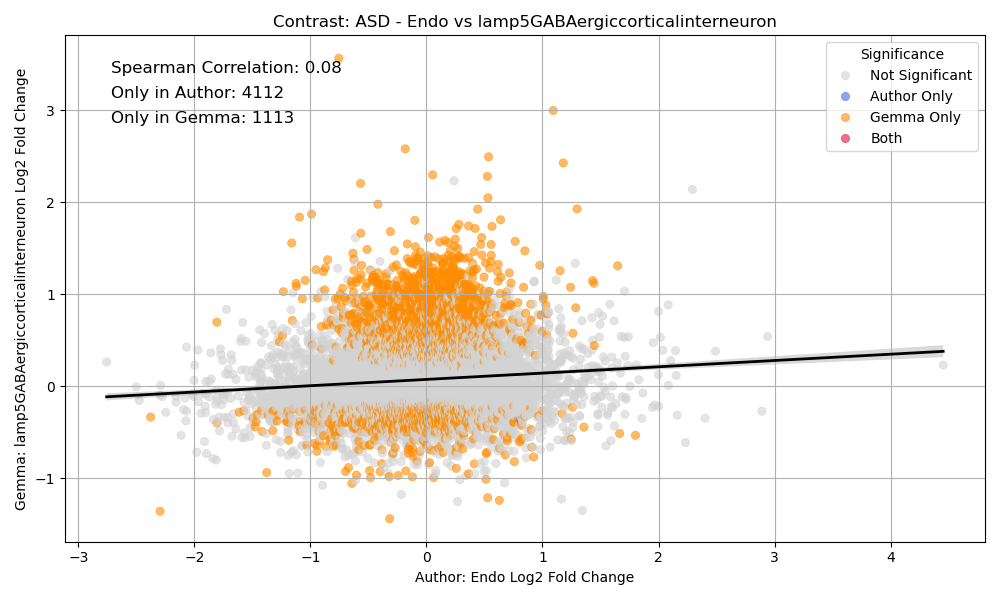 Contrast: ASD - Endo vs lamp5GABAergiccorticalinterneuron
Spearman Correlation: 0.08
Only in Author: 4112
Only in Gemma: 1113
Significance
Not Significant
Author Only
Gemma Only
Both
Gemma: lamp5GABAergiccorticalinterneuron Log2 Fold Change
3
2
1
0
−1
−3
−2
−1
0
1
2
3
4
Author: Endo Log2 Fold Change